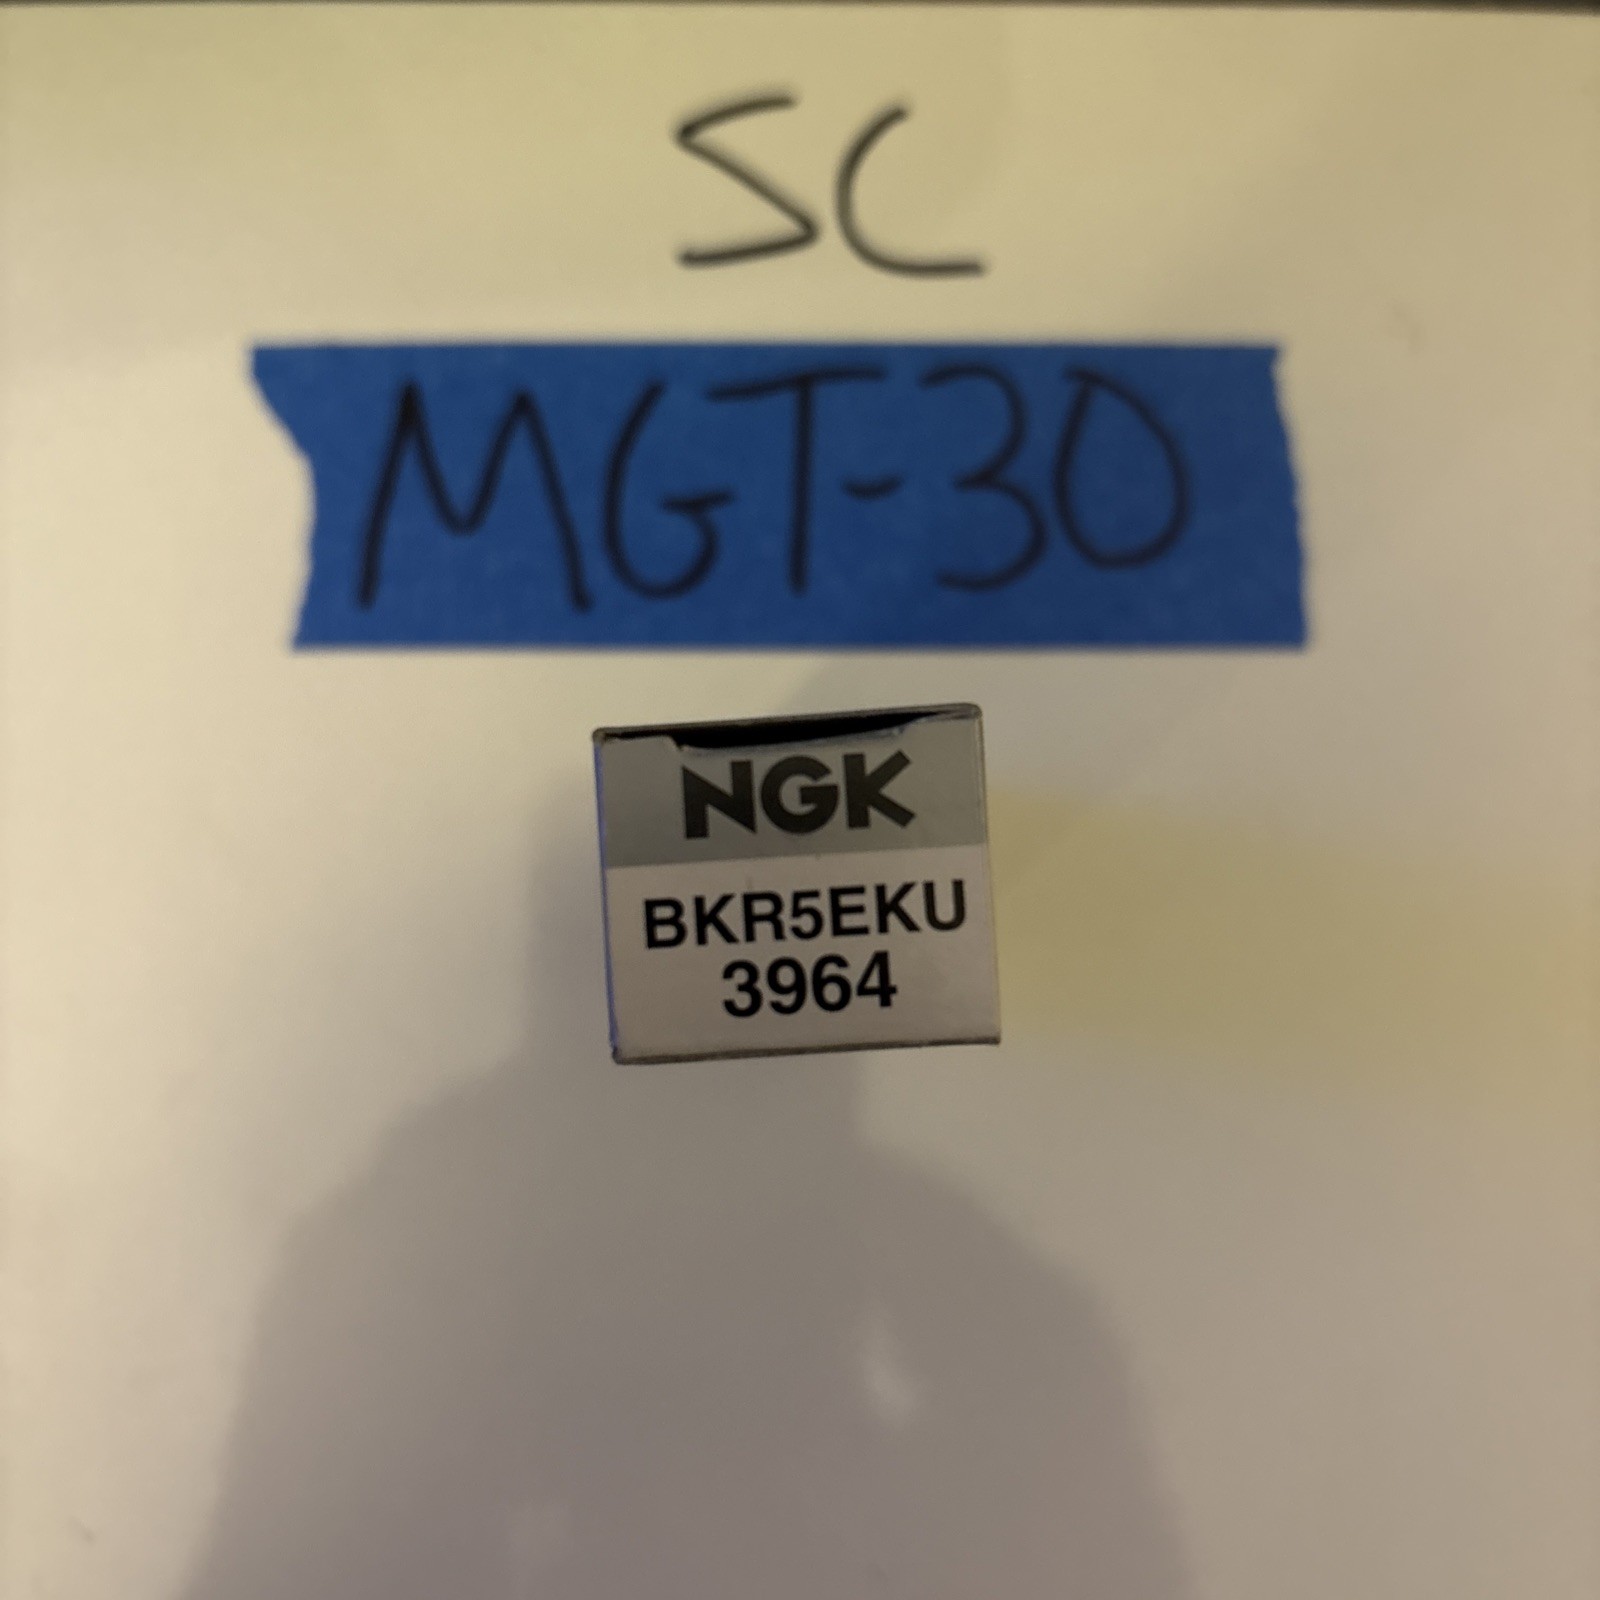 SC
MGT-30
NGK
BKR5EKU
3964